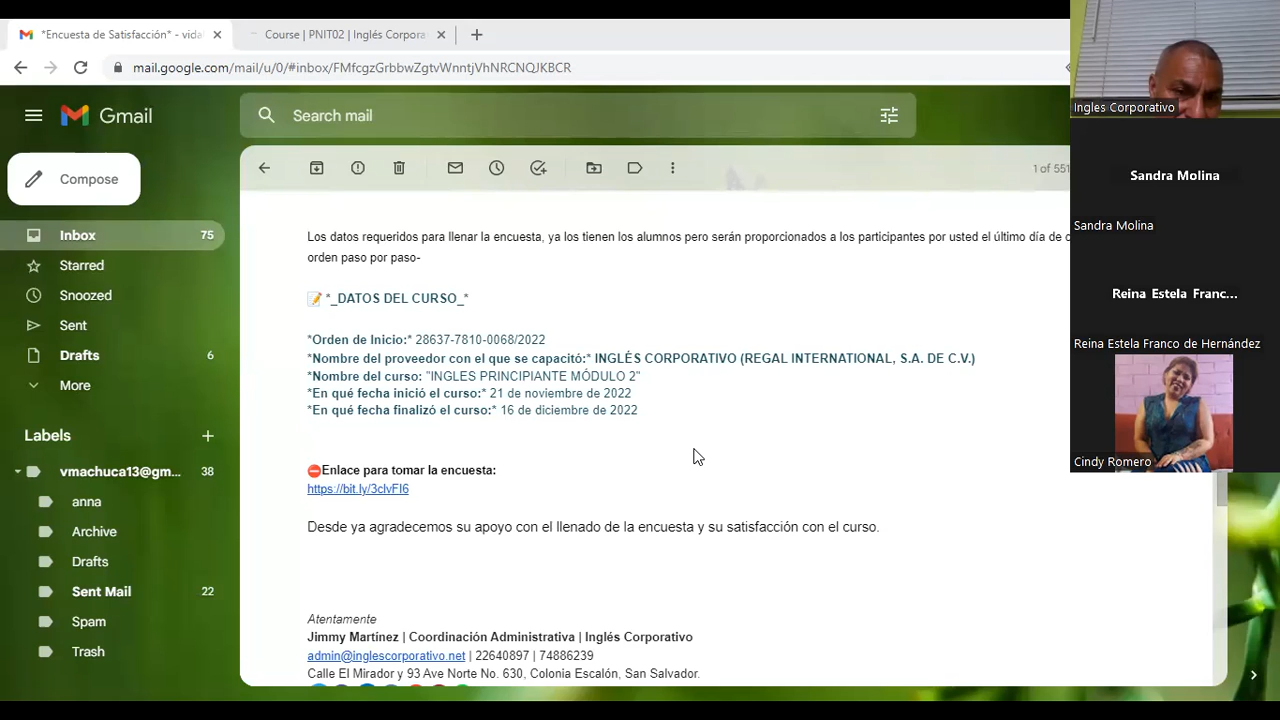 *Encuesta de Satisfacción* - vida
Course | PNIT02 | Inglés Corpora
mail.google.com/mail/u/0/#inbox/FMfcgzGrbbwZgtvWnntjVhNRCNQJKBCR
Gmail
Search mail
Compose
1 of 551
Inbox 75
Starred
Snoozed
Sent
Drafts 6
More
Labels
vmachuca13@gm... 38
anna
Archive
Drafts
Sent Mail 22
Spam
Trash
Los datos requeridos para llenar la encuesta, ya los tienen los alumnos pero serán proporcionados a los participantes por usted el último día de c
orden paso por paso-
*_DATOS DEL CURSO_*
*Orden de Inicio:* 28637-7810-0068/2022
*Nombre del proveedor con el que se capacitó:* INGLÉS CORPORATIVO (REGAL INTERNATIONAL, S.A. DE C.V.)
*Nombre del curso: "INGLES PRINCIPIANTE MÓDULO 2"
*En qué fecha inició el curso:* 21 de noviembre de 2022
*En qué fecha finalizó el curso:* 16 de diciembre de 2022
Enlace para tomar la encuesta:
https://bit.ly/3clvFI6
Desde ya agradecemos su apoyo con el llenado de la encuesta y su satisfacción con el curso.
Atentamente
Jimmy Martínez | Coordinación Administrativa | Inglés Corporativo
admin@inglescorporativo.net | 22640897 | 74886239
Calle El Mirador y 93 Ave Norte No. 630, Colonia Escalón, San Salvador.
Ingles Corporativo
Sandra Molina
Sandra Molina
Reina Estela Franc...
Reina Estela Franco de Hernández
Cindy Romero